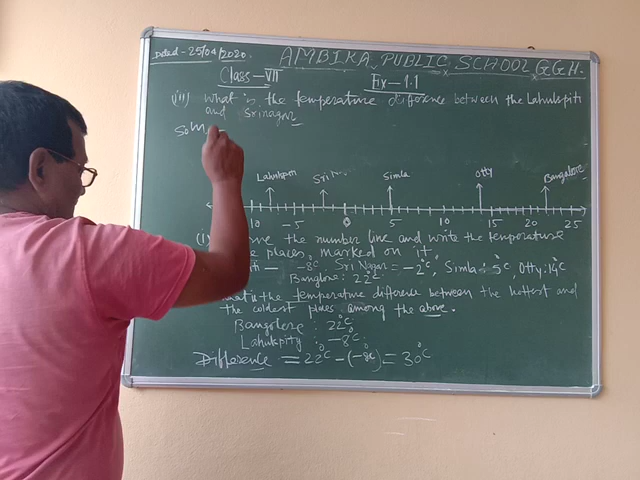 Dated - 25/04/2020. AMBIKA PUBLIC SCHOOL G.G.H.
Class - VII
Ex - 1.1
(iii) What is the temperature difference between the Lahulspiti
and Srinagar
Lahulspiti Sri N. Simla Otty Bangalore
10 -5 0 5 10 15 20 25
(i) the number line and write the temperature
places, marked on it
-8°C Sri Nagar = -2°C, Simla : 5°C, Otty : 14°C
Banglore : 22°C
is the temperature difference between the hottest and
the coldest places among the above.
Bangalore : 22°C
Lahukpity : -8°C.
Difference = 22°C - (-8°C) = 30°C